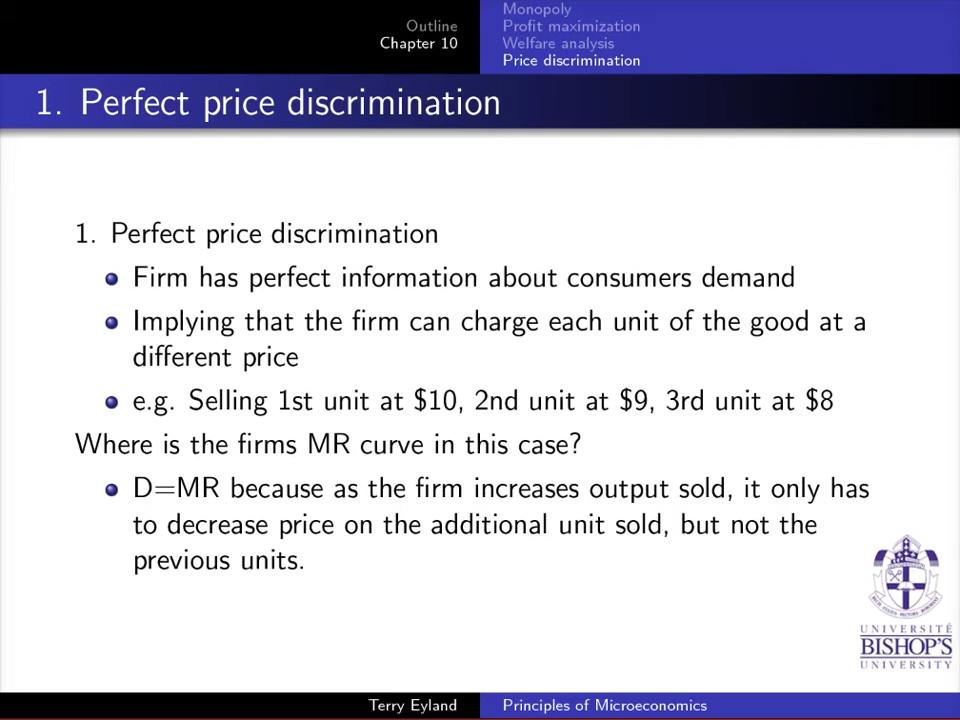 Outline
Chapter 10
Monopoly
Profit maximization
Welfare analysis
Price discrimination
1. Perfect price discrimination
1. Perfect price discrimination
Firm has perfect information about consumers demand
Implying that the firm can charge each unit of the good at a
different price
e.g. Selling 1st unit at $10, 2nd unit at $9, 3rd unit at $8
Where is the firms MR curve in this case?
D=MR because as the firm increases output sold, it only has
to decrease price on the additional unit sold, but not the
previous units.
UNIVERSITÉ
BISHOP'S
UNIVERSITY
Terry Eyland
Principles of Microeconomics